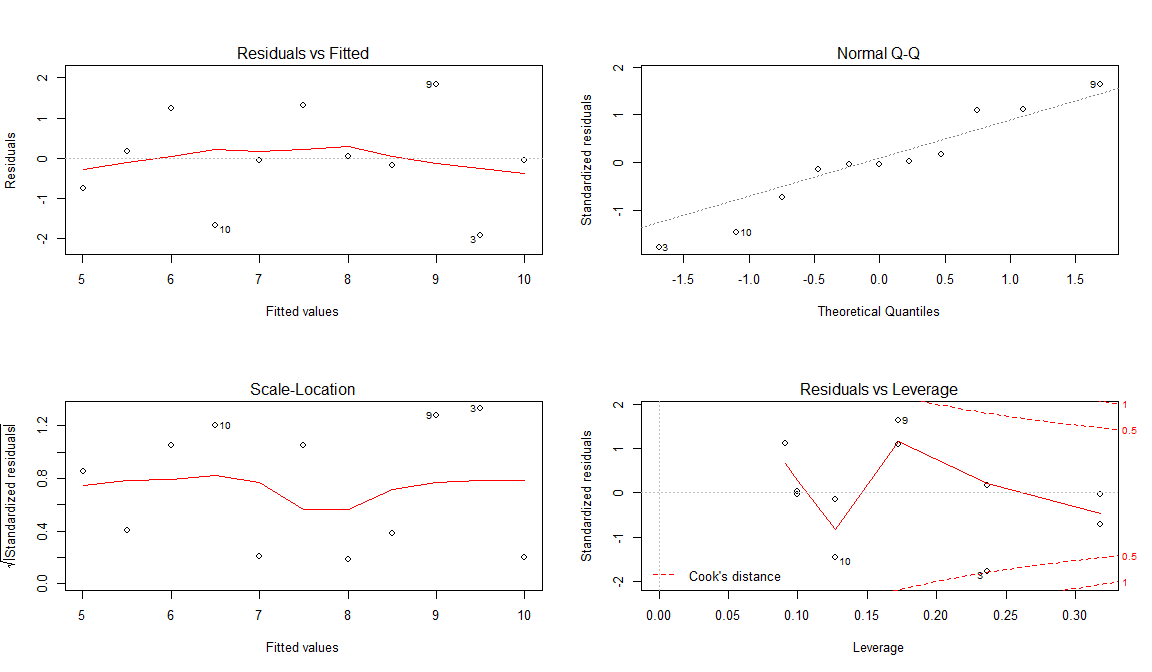 Residuals vs Fitted
Residuals
2
1
0
-1
-2
9
10
3
5 6 7 8 9 10
Fitted values
Normal Q-Q
Standardized residuals
2
1
0
-1
9
10
3
-1.5 -1.0 -0.5 0.0 0.5 1.0 1.5
Theoretical Quantiles
Scale-Location
√|Standardized residuals|
1.2
0.8
0.4
0.0
3
9
10
5 6 7 8 9 10
Fitted values
Residuals vs Leverage
Standardized residuals
2
1
0
-1
-2
1
0.5
9
10
0.5
3
1
Cook's distance
0.00 0.05 0.10 0.15 0.20 0.25 0.30
Leverage